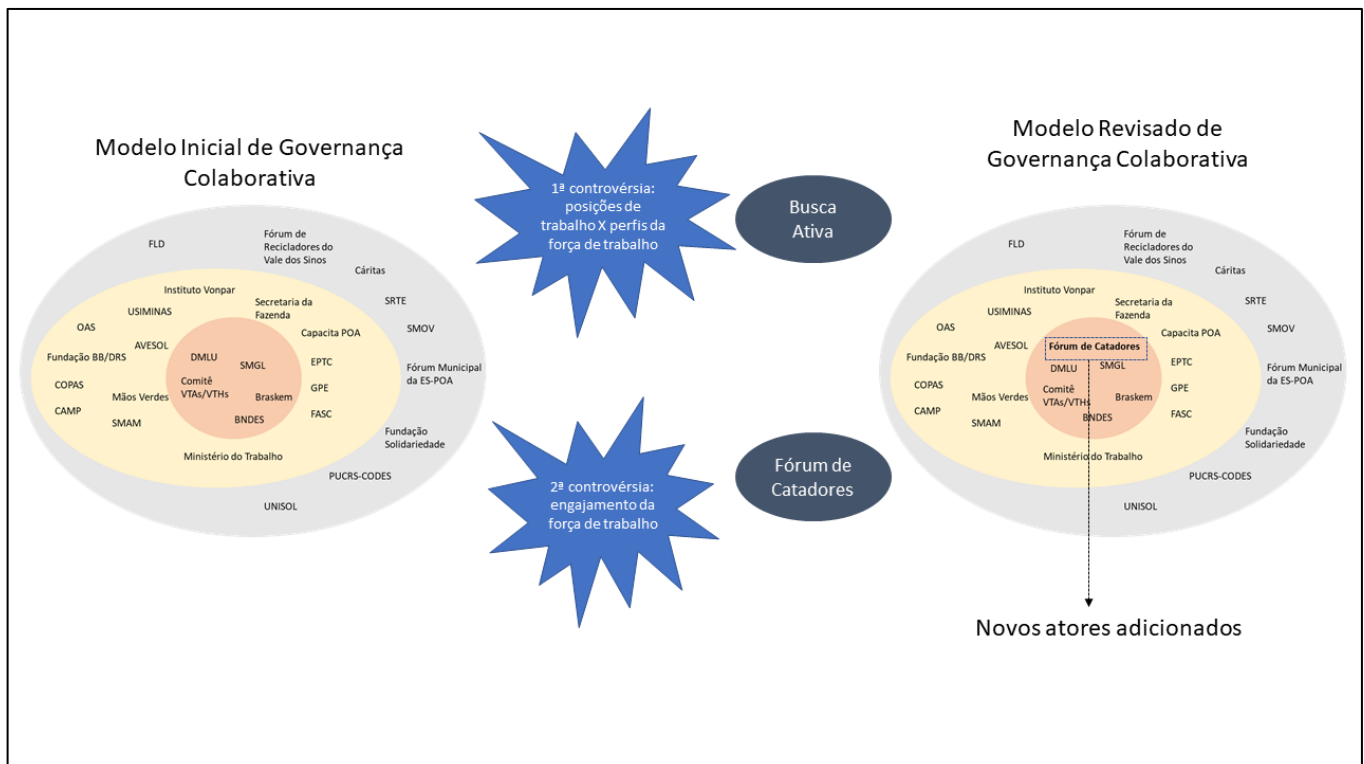 Modelo Inicial de Governança
Colaborativa
FLD
Fórum de
Recicladores do
Vale dos Sinos
Cáritas
Instituto Vonpar
SRTE
USIMINAS
Secretaria da
Fazenda
OAS
Capacita POA
SMOV
AVESOL
Fundação BB/DRS
DMLU
SMGL
EPTC
Fórum Municipal
da ES-POA
COPAS
Comitê
VTAs/VTHs
GPE
Mãos Verdes
Braskem
CAMP
SMAM
BNDES
FASC
Fundação
Solidariedade
Ministério do Trabalho
PUCRS-CODES
UNISOL
1ª controvérsia:
posições de
trabalho X perfis da
força de trabalho
Busca
Ativa
2ª controvérsia:
engajamento da
força de trabalho
Fórum de
Catadores
Modelo Revisado de
Governança Colaborativa
FLD
Fórum de
Recicladores do
Vale dos Sinos
Cáritas
Instituto Vonpar
SRTE
USIMINAS
Secretaria da
Fazenda
OAS
Capacita POA
SMOV
AVESOL
Fórum de Catadores
Fundação BB/DRS
DMLU
SMGL
EPTC
Fórum Municipal
da ES-POA
COPAS
Comitê
VTAs/VTHs
GPE
Mãos Verdes
Braskem
CAMP
SMAM
BNDES
FASC
Fundação
Solidariedade
Ministério do Trabalho
PUCRS-CODES
UNISOL
Novos atores adicionados